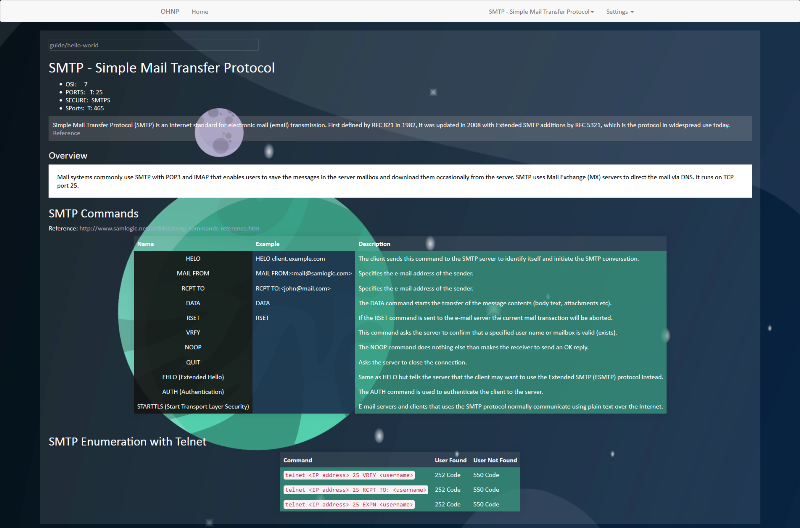 OHNP Home SMTP - Simple Mail Transfer Protocol Settings
guide/hello-world
SMTP - Simple Mail Transfer Protocol
OSI: 7
PORTS: T: 25
SECURE: SMTPS
SPorts: T: 465
Simple Mail Transfer Protocol (SMTP) is an Internet standard for electronic mail (email) transmission. First defined by RFC 821 in 1982, it was updated in 2008 with Extended SMTP additions by RFC 5321, which is the protocol in widespread use today.
Reference
Overview
Mail systems commonly use SMTP with POP3 and IMAP that enables users to save the messages in the server mailbox and download them occasionally from the server. SMTP uses Mail Exchange (MX) servers to direct the mail via DNS. It runs on TCP
port 25.
SMTP Commands
Reference:
Name Example Description
HELO HELO client.example.com The client sends this command to the SMTP server to identify itself and initiate the SMTP conversation.
MAIL FROM MAIL FROM:<mail@samlogic.com> Specifies the e-mail address of the sender.
RCPT TO RCPT TO:<john@mail.com> Specifies the e-mail address of the sender.
DATA DATA The DATA command starts the transfer of the message contents (body text, attachments etc).
RSET RSET If the RSET command is sent to the e-mail server the current mail transaction will be aborted.
VRFY This command asks the server to confirm that a specified user name or mailbox is valid (exists).
NOOP The NOOP command does nothing else than makes the receiver to send an OK reply.
QUIT Asks the server to close the connection.
EHLO (Extended Hello) Same as HELO but tells the server that the client may want to use the Extended SMTP (ESMTP) protocol instead.
AUTH (Authentication) The AUTH command is used to authenticate the client to the server.
STARTTLS (Start Transport Layer Security) E-mail servers and clients that uses the SMTP protocol normally communicate using plain text over the Internet.
SMTP Enumeration with Telnet
Command User Found User Not Found
telnet <IP address> 25 VRFY <username> 252 Code 550 Code
telnet <IP address> 25 RCPT TO: <username> 252 Code 550 Code
telnet <IP address> 25 EXPN <username> 252 Code 550 Code